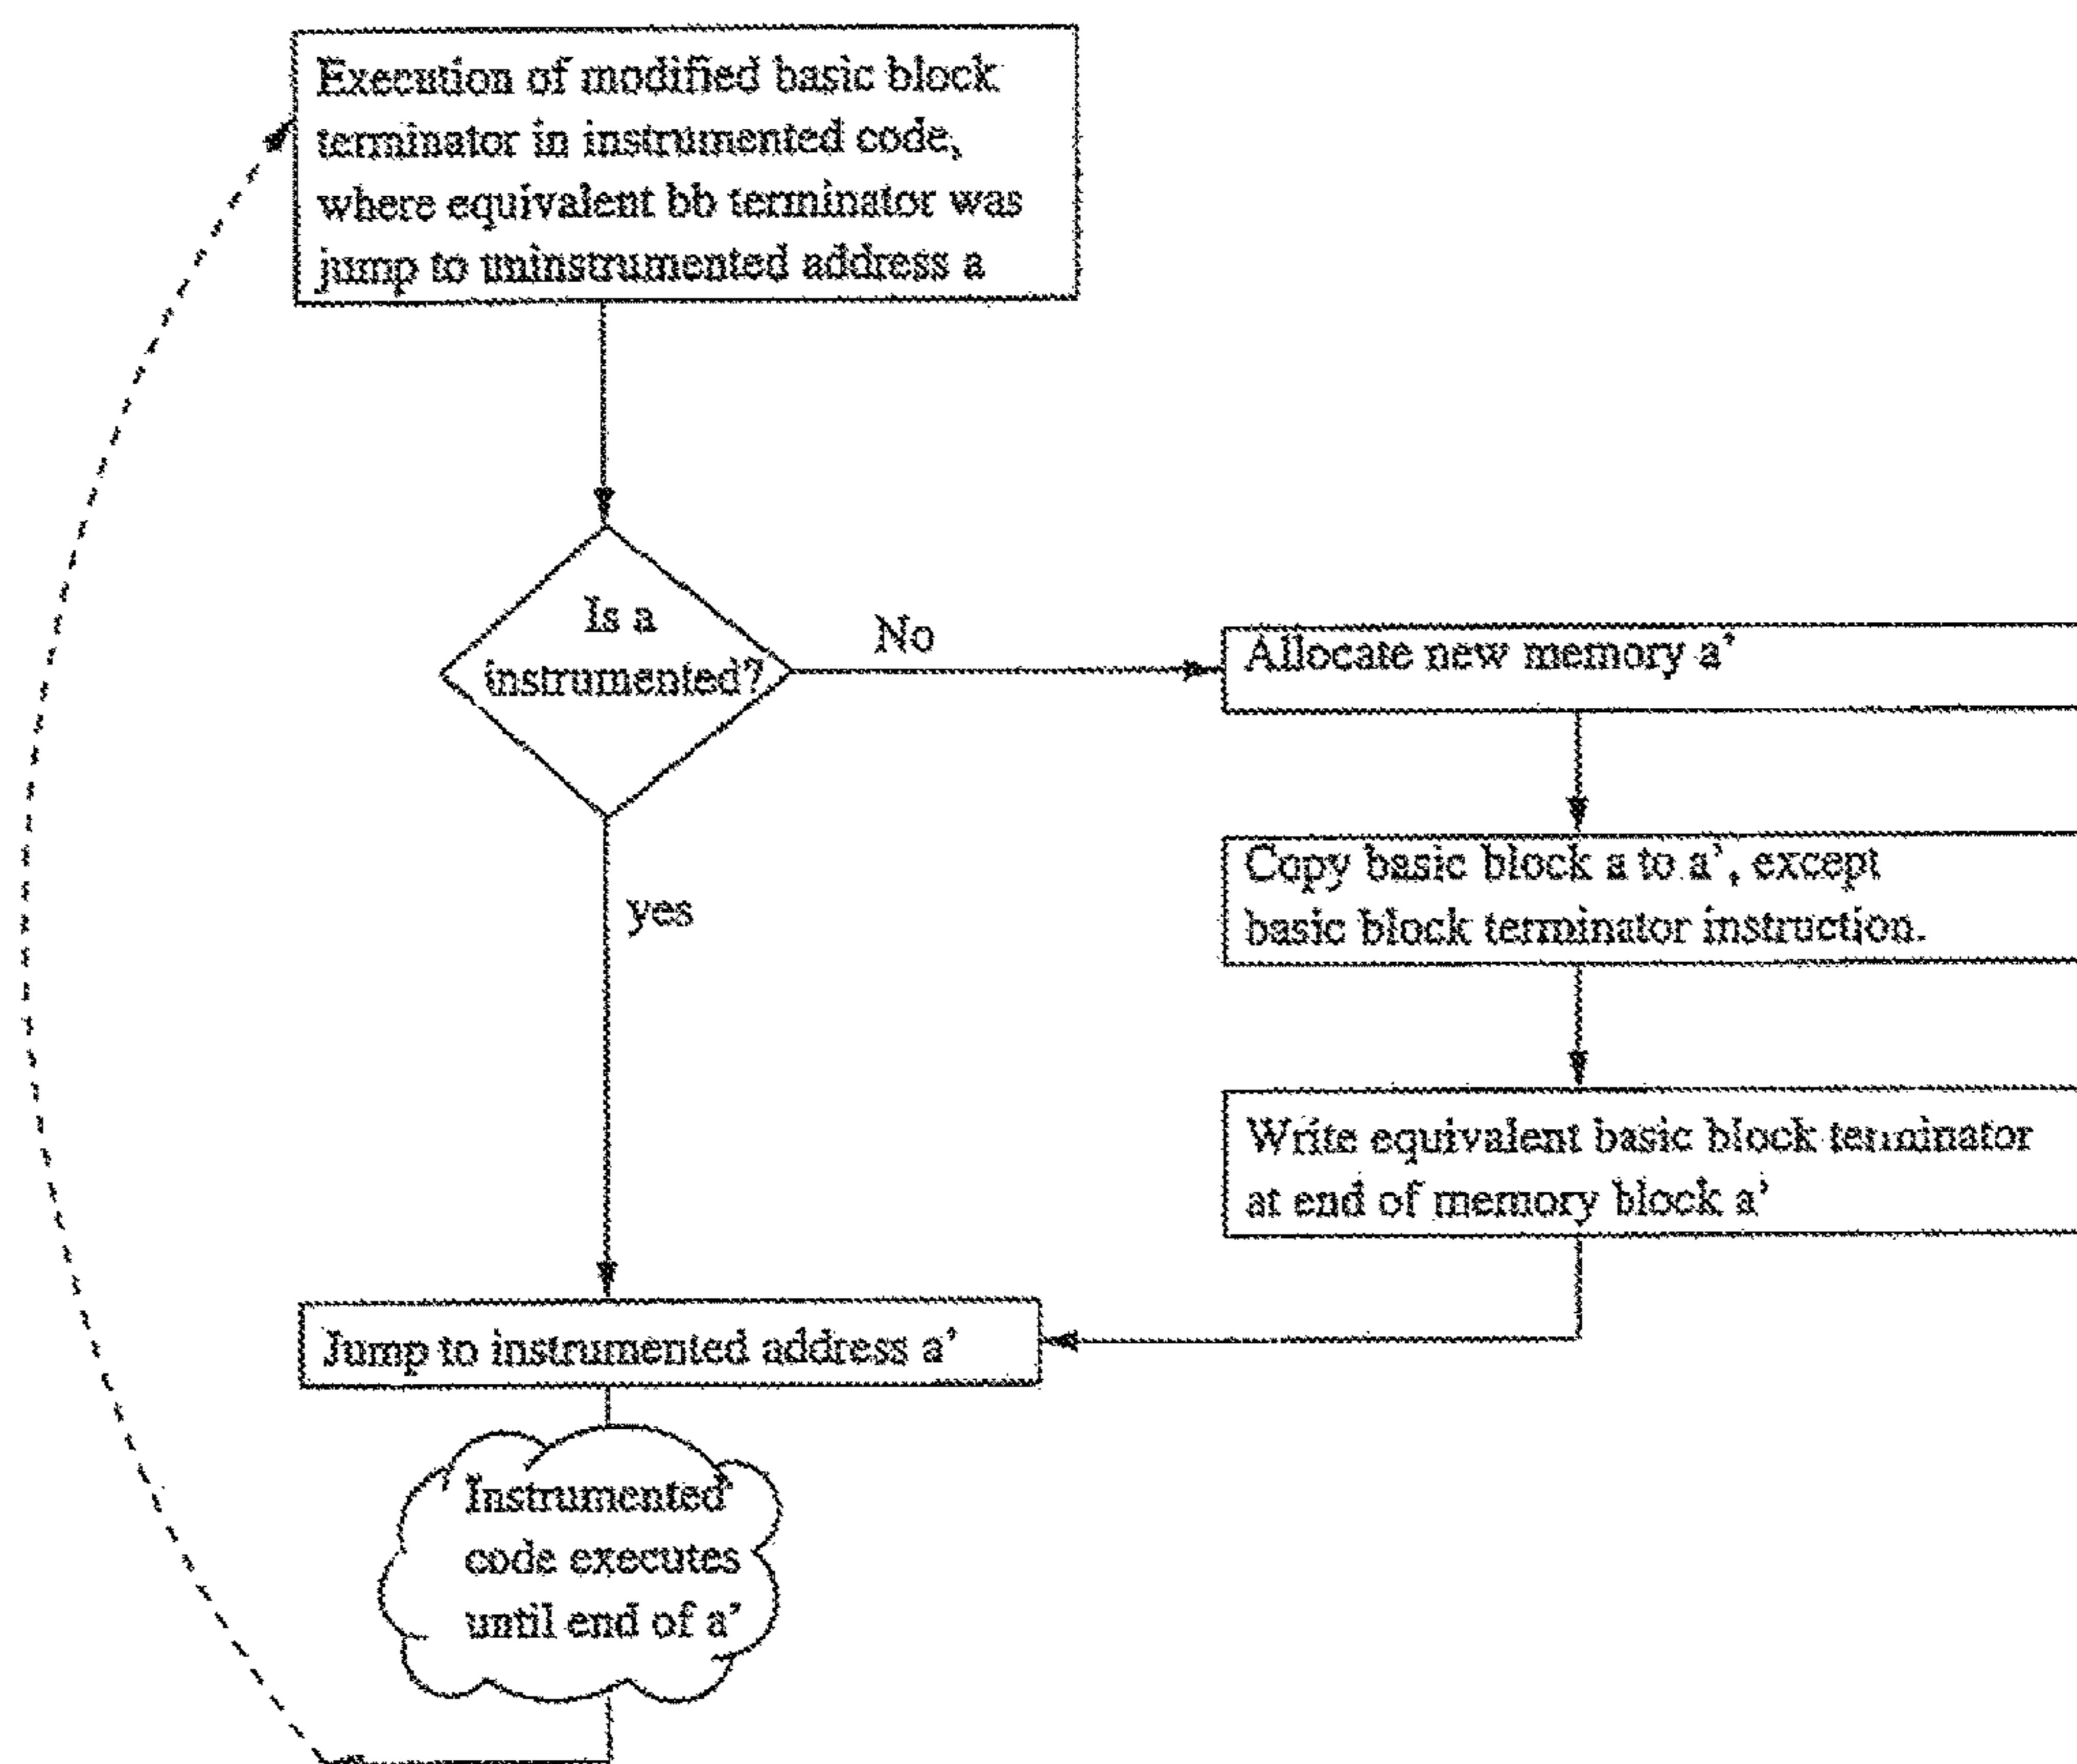 Execution of modified basic block
terminator in instrumented code,
where equivalent bb terminator was
jump to uninstrumented address a
Is a
instrumented?
No
Allocate new memory a’
Copy basic block a to a’, except
basic block terminator instruction.
yes
Write equivalent basic block terminator
at end of memory block a’
Jump to instrumented address a’
Instrumented
code executes
until end of a’